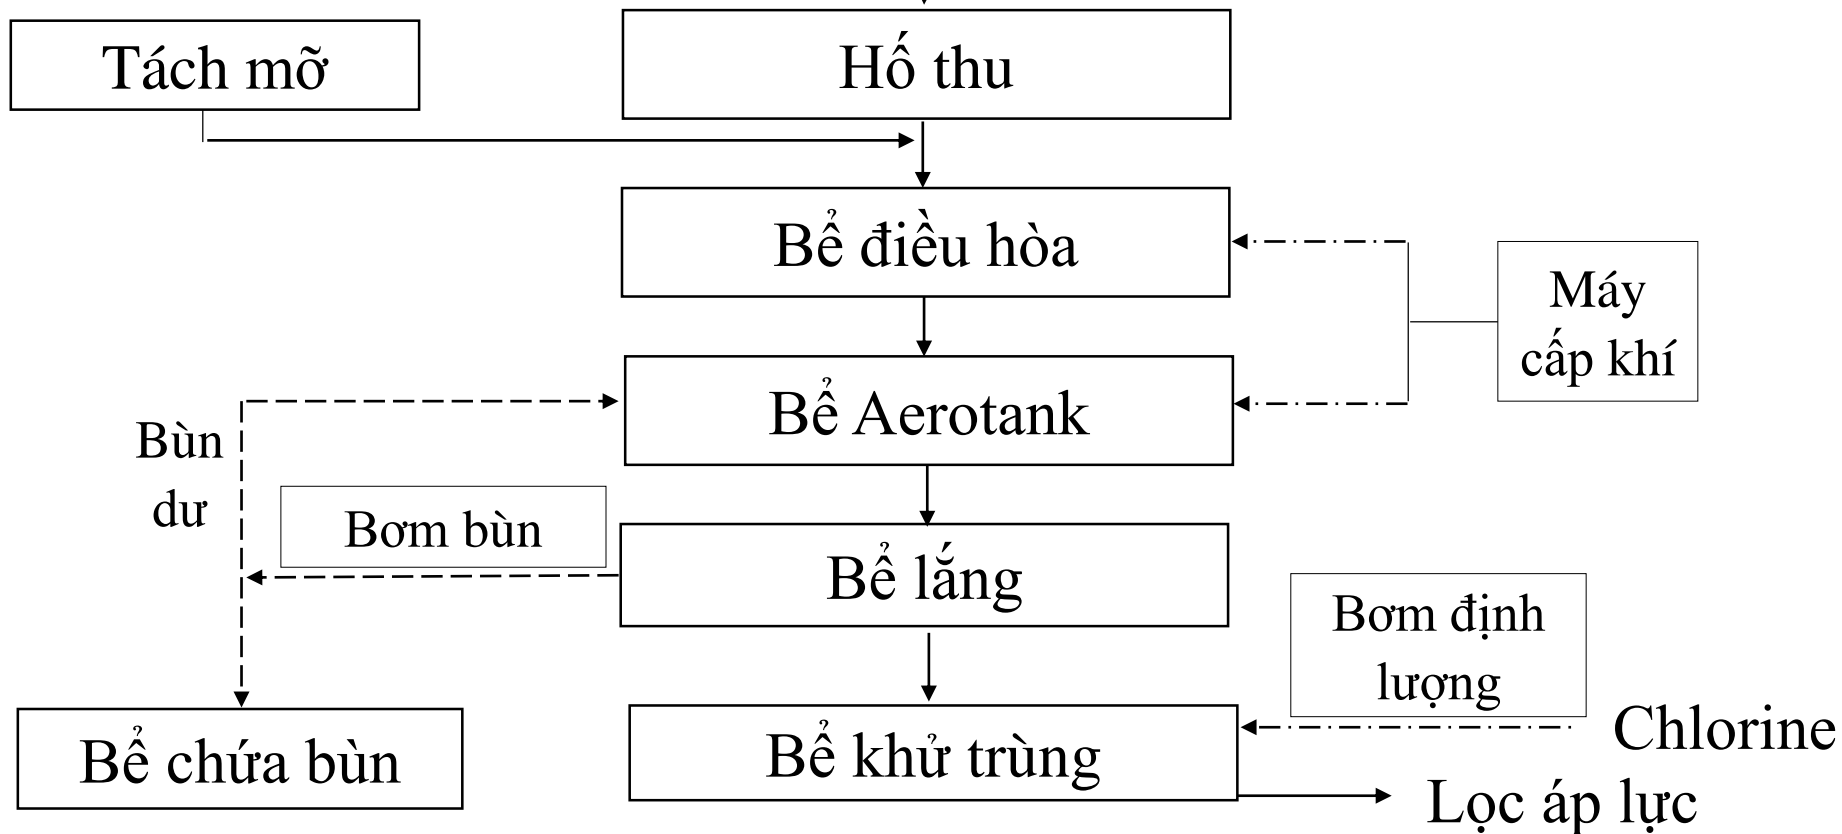 Tách mỡ
Hố thu
Bể điều hòa
Máy
cấp khí
Bể Aerotank
Bùn
dư
Bơm bùn
Bể lắng
Bơm định
lượng
Bể chứa bùn
Bể khử trùng
Chlorine
Lọc áp lực